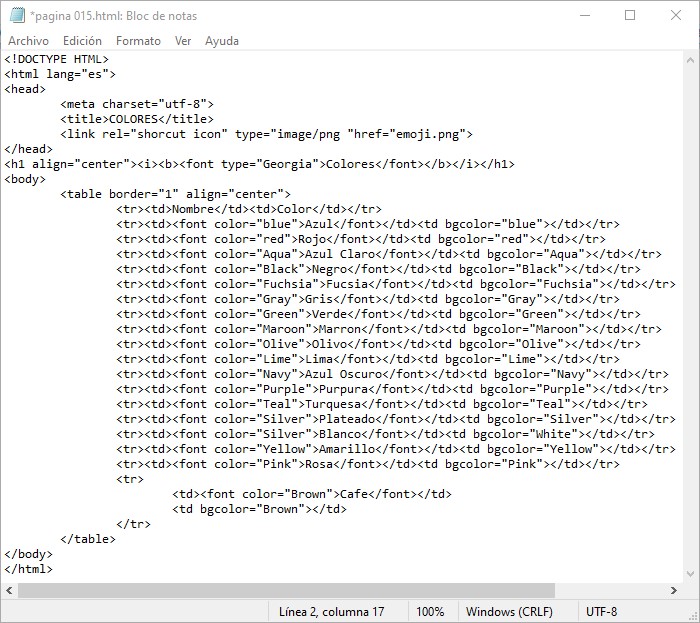 *pagina 015.html: Bloc de notas
Archivo Edición Formato Ver Ayuda
<!DOCTYPE HTML>
<html lang="es">
<head>
<meta charset="utf-8">
<title>COLORES</title>
<link rel="shorcut icon" type="image/png "href="emoji.png">
</head>
<h1 align="center"><i><b><font type="Georgia">Colores</font></b></i></h1>
<body>
<table border="1" align="center">
<tr><td>Nombre</td><td>Color</td></tr>
<tr><td><font color="blue">Azul</font></td><td bgcolor="blue"></td></tr>
<tr><td><font color="red">Rojo</font></td><td bgcolor="red"></td></tr>
<tr><td><font color="Aqua">Azul Claro</font></td><td bgcolor="Aqua"></td></tr>
<tr><td><font color="Black">Negro</font></td><td bgcolor="Black"></td></tr>
<tr><td><font color="Fuchsia">Fucsia</font></td><td bgcolor="Fuchsia"></td></tr>
<tr><td><font color="Gray">Gris</font></td><td bgcolor="Gray"></td></tr>
<tr><td><font color="Green">Verde</font></td><td bgcolor="Green"></td></tr>
<tr><td><font color="Maroon">Marron</font></td><td bgcolor="Maroon"></td></tr>
<tr><td><font color="Olive">Olivo</font></td><td bgcolor="Olive"></td></tr>
<tr><td><font color="Lime">Lima</font></td><td bgcolor="Lime"></td></tr>
<tr><td><font color="Navy">Azul Oscuro</font></td><td bgcolor="Navy"></td></tr>
<tr><td><font color="Purple">Purpura</font></td><td bgcolor="Purple"></td></tr>
<tr><td><font color="Teal">Turquesa</font></td><td bgcolor="Teal"></td></tr>
<tr><td><font color="Silver">Plateado</font></td><td bgcolor="Silver"></td></tr>
<tr><td><font color="Silver">Blanco</font></td><td bgcolor="White"></td></tr>
<tr><td><font color="Yellow">Amarillo</font></td><td bgcolor="Yellow"></td></tr>
<tr><td><font color="Pink">Rosa</font></td><td bgcolor="Pink"></td></tr>
<tr>
<td><font color="Brown">Cafe</font></td>
<td bgcolor="Brown"></td>
</tr>
</table>
</body>
</html>
Línea 2, columna 17 100% Windows (CRLF) UTF-8